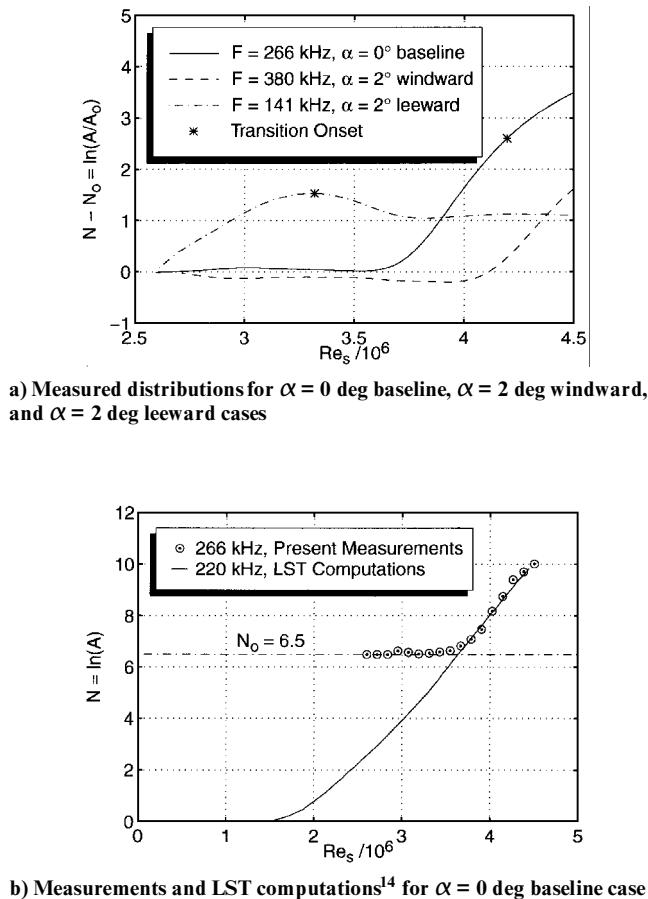 5
4
3
2
1
0
−1
N − Nₒ = ln(A/Aₒ)
F = 266 kHz, α = 0° baseline
F = 380 kHz, α = 2° windward
F = 141 kHz, α = 2° leeward
* Transition Onset
2.5 3 3.5 4 4.5
Reₛ /10⁶
a) Measured distributions for α = 0 deg baseline, α = 2 deg windward,
and α = 2 deg leeward cases
12
10
8
6
4
2
0
N = ln(A)
266 kHz, Present Measurements
220 kHz, LST Computations
Nₒ = 6.5
0 1 2 3 4 5
Reₛ /10⁶
b) Measurements and LST computations¹⁴ for α = 0 deg baseline case